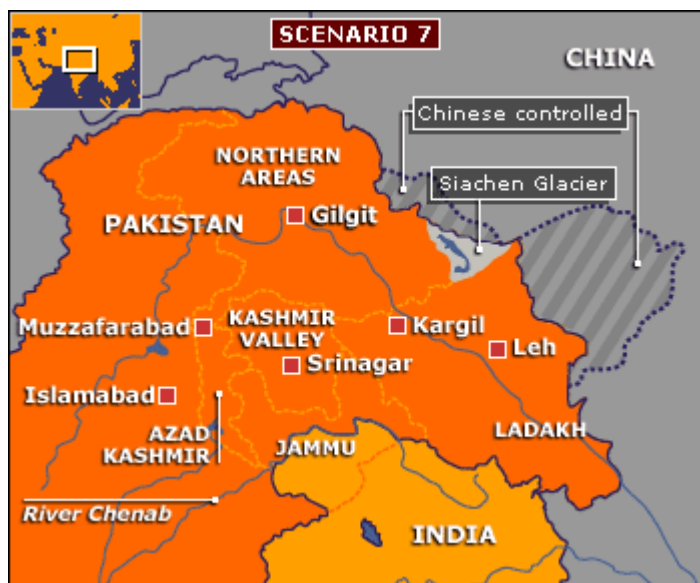 SCENARIO 7
CHINA
Chinese controlled
NORTHERN
AREAS
Siachen Glacier
PAKISTAN
Gilgit
Muzzafarabad
KASHMIR
VALLEY
Kargil
Leh
Srinagar
Islamabad
AZAD
KASHMIR
JAMMU
LADAKH
River Chenab
INDIA